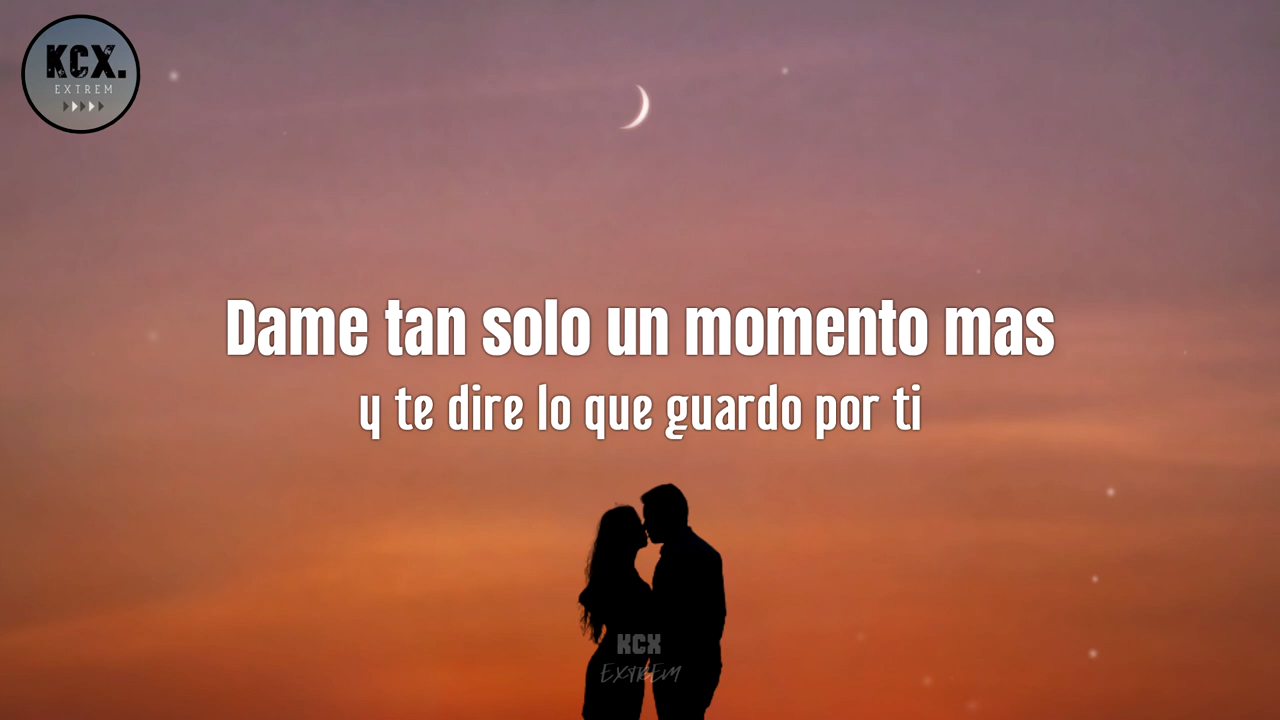 KCX.
EXTREM
Dame tan solo un momento mas
y te dire lo que guardo por ti
KCX
EXTREM